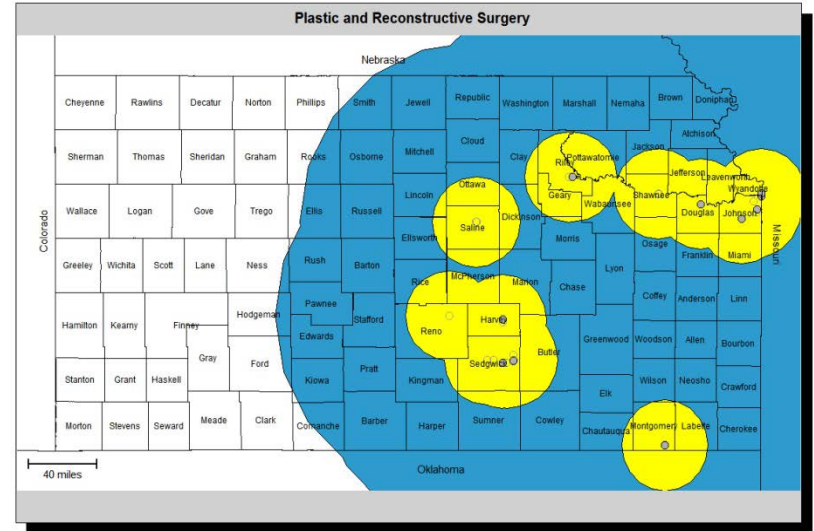 Plastic and Reconstructive Surgery
Nebraska
Cheyenne Rawlins Decatur Norton Phillips Smith Jewell Republic Washington Marshall Nemaha Brown Doniphan
Atchison
Sherman Thomas Sheridan Graham Rooks Osborne Mitchell Cloud Clay Riley Pottawatomie Jackson Jefferson Leavenworth
Wyandotte
Wallace Logan Gove Trego Ellis Russell Lincoln Ottawa Saline Dickinson Geary Wabaunsee Shawnee Douglas Johnson
Colorado
Missouri
Greeley Wichita Scott Lane Ness Rush Barton Ellsworth Rice McPherson Marion Morris Chase Lyon Osage Franklin Miami
Hamilton Kearny Finney Hodgeman Pawnee Edwards Stafford Reno Harvey Butler Greenwood Coffey Anderson Linn
Woodson Allen Bourbon
Gray Ford Kiowa Pratt Kingman Sedgwick
Stanton Grant Haskell Elk Wilson Neosho Crawford
Morton Stevens Seward Meade Clark Comanche Barber Harper Sumner Cowley Chautauqua Montgomery Labette Cherokee
40 miles
Oklahoma